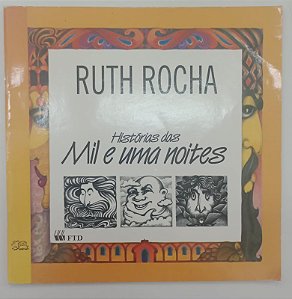 RUTH ROCHA
Histórias das
Mil e uma noites
FTD